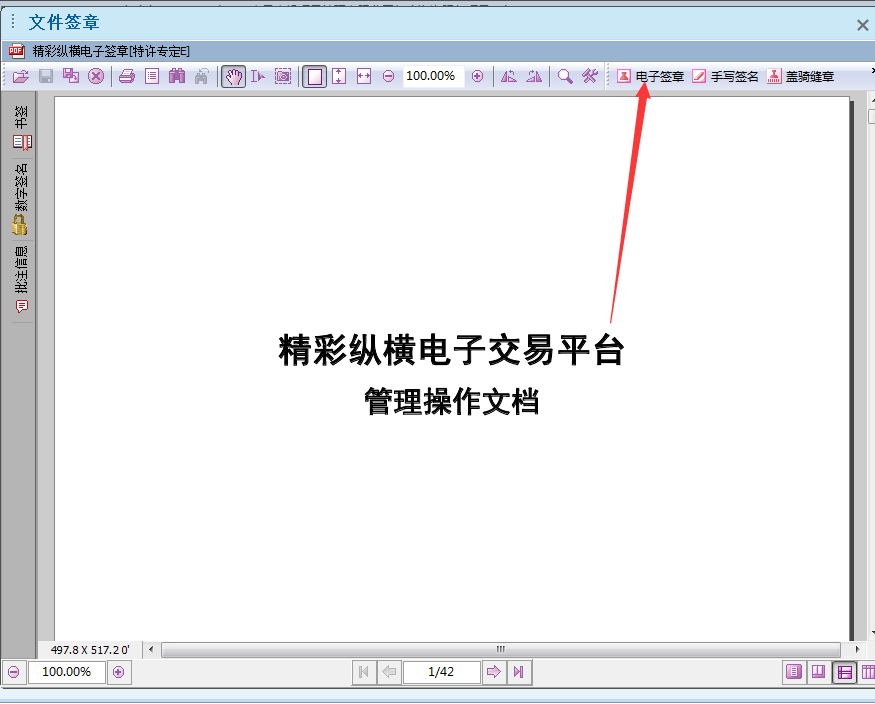 文件签章
精彩纵横电子签章[特许专定E]
100.00% 电子签章 手写签名 盖骑缝章
书签
数字签名
批注信息
精彩纵横电子交易平台
管理操作文档
497.8 X 517.2 0'
100.00% 1/42